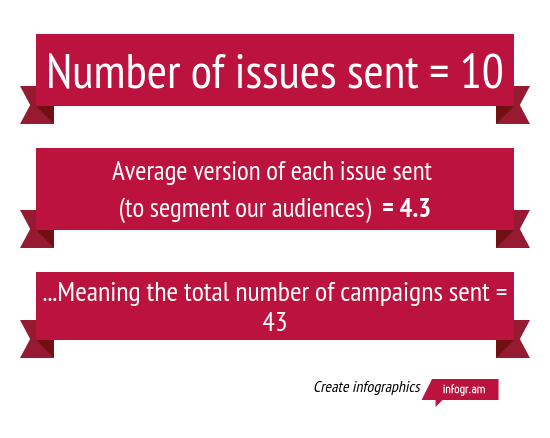 Number of issues sent = 10
Average version of each issue sent
(to segment our audiences) = 4.3
...Meaning the total number of campaigns sent =
43
Create infographics infogr.am